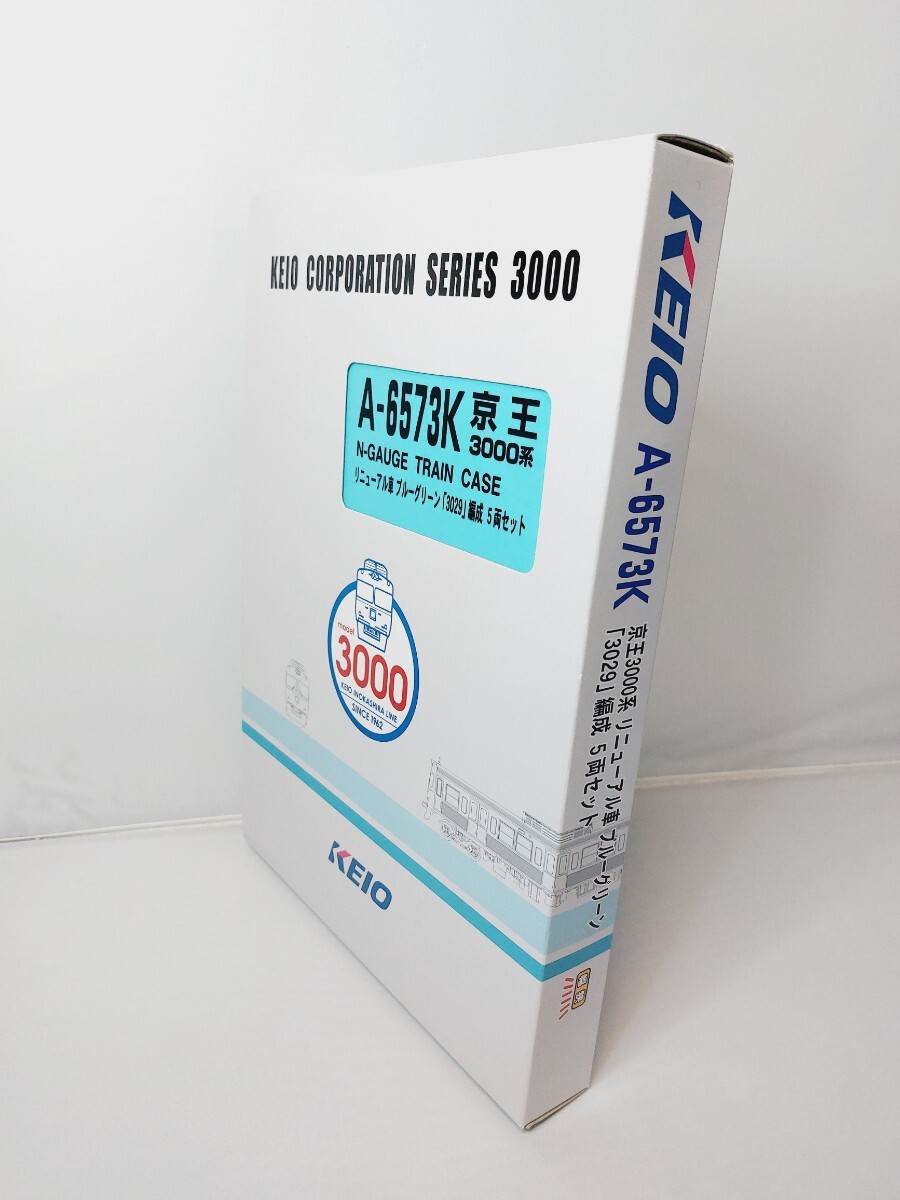 KEIO CORPORATION SERIES 3000
A-6573K 京王
3000系
N-GAUGE TRAIN CASE
リニューアル車 ブルーグリーン「3029」編成 5両セット
model
3000
KEIO INOKASHIRA LINE
SINCE 1962
KEIO
KEIO A-6573K
京王3000系 リニューアル車 ブルーグリーン
「3029」編成 5両セット